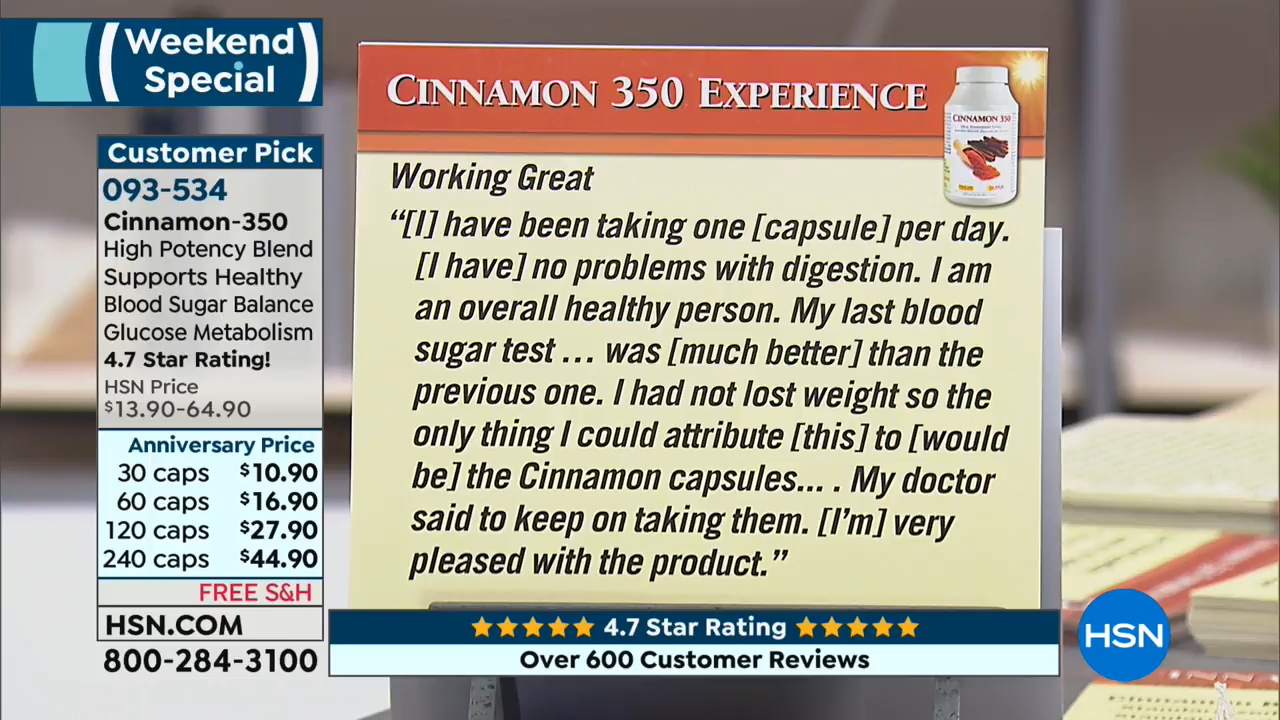 (Weekend
Special)
Customer Pick
093-534
Cinnamon-350
High Potency Blend
Supports Healthy
Blood Sugar Balance
Glucose Metabolism
4.7 Star Rating!
HSN Price
$13.90-64.90
Anniversary Price
30 caps $10.90
60 caps $16.90
120 caps $27.90
240 caps $44.90
FREE S&H
HSN.COM
800-284-3100
CINNAMON 350 EXPERIENCE
CINNAMON 350
Working Great
“[I] have been taking one [capsule] per day.
[I have] no problems with digestion. I am
an overall healthy person. My last blood
sugar test ... was [much better] than the
previous one. I had not lost weight so the
only thing I could attribute [this] to [would
be] the Cinnamon capsules... . My doctor
said to keep on taking them. [I’m] very
pleased with the product.”
4.7 Star Rating
Over 600 Customer Reviews
HSN